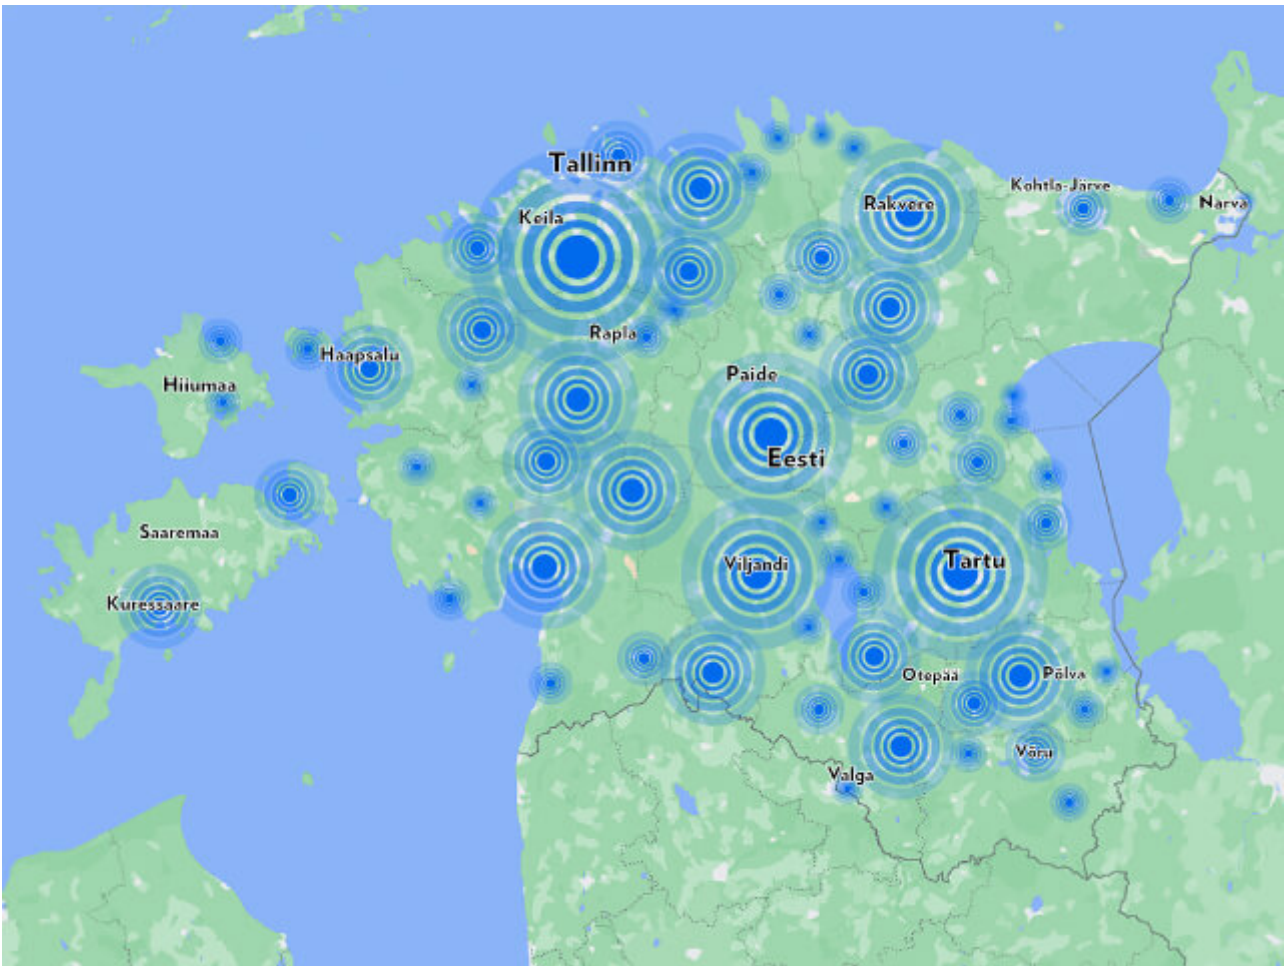 Tallinn
Kohtla-Järve
Rakvere
Narva
Keila
Rapla
Haapsalu
Paide
Hiiumaa
Eesti
Saaremaa
Tartu
Viljandi
Kuressaare
Otepää
Põlva
Võru
Valga